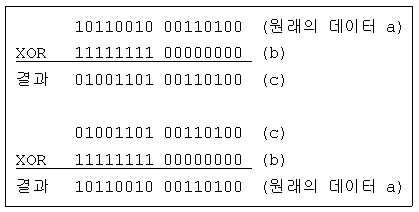 10110010 00110100 (원래의 데이터 a)
XOR 11111111 00000000 (b)
결과 01001101 00110100 (c)
01001101 00110100 (c)
XOR 11111111 00000000 (b)
결과 10110010 00110100 (원래의 데이터 a)